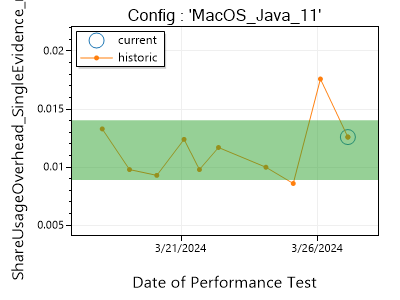 Config : 'MacOS_Java_11'
current
historic
0.02
0.015
0.01
0.005
3/21/2024
3/26/2024
Date of Performance Test
ShareUsageOverhead_SingleEvidence_